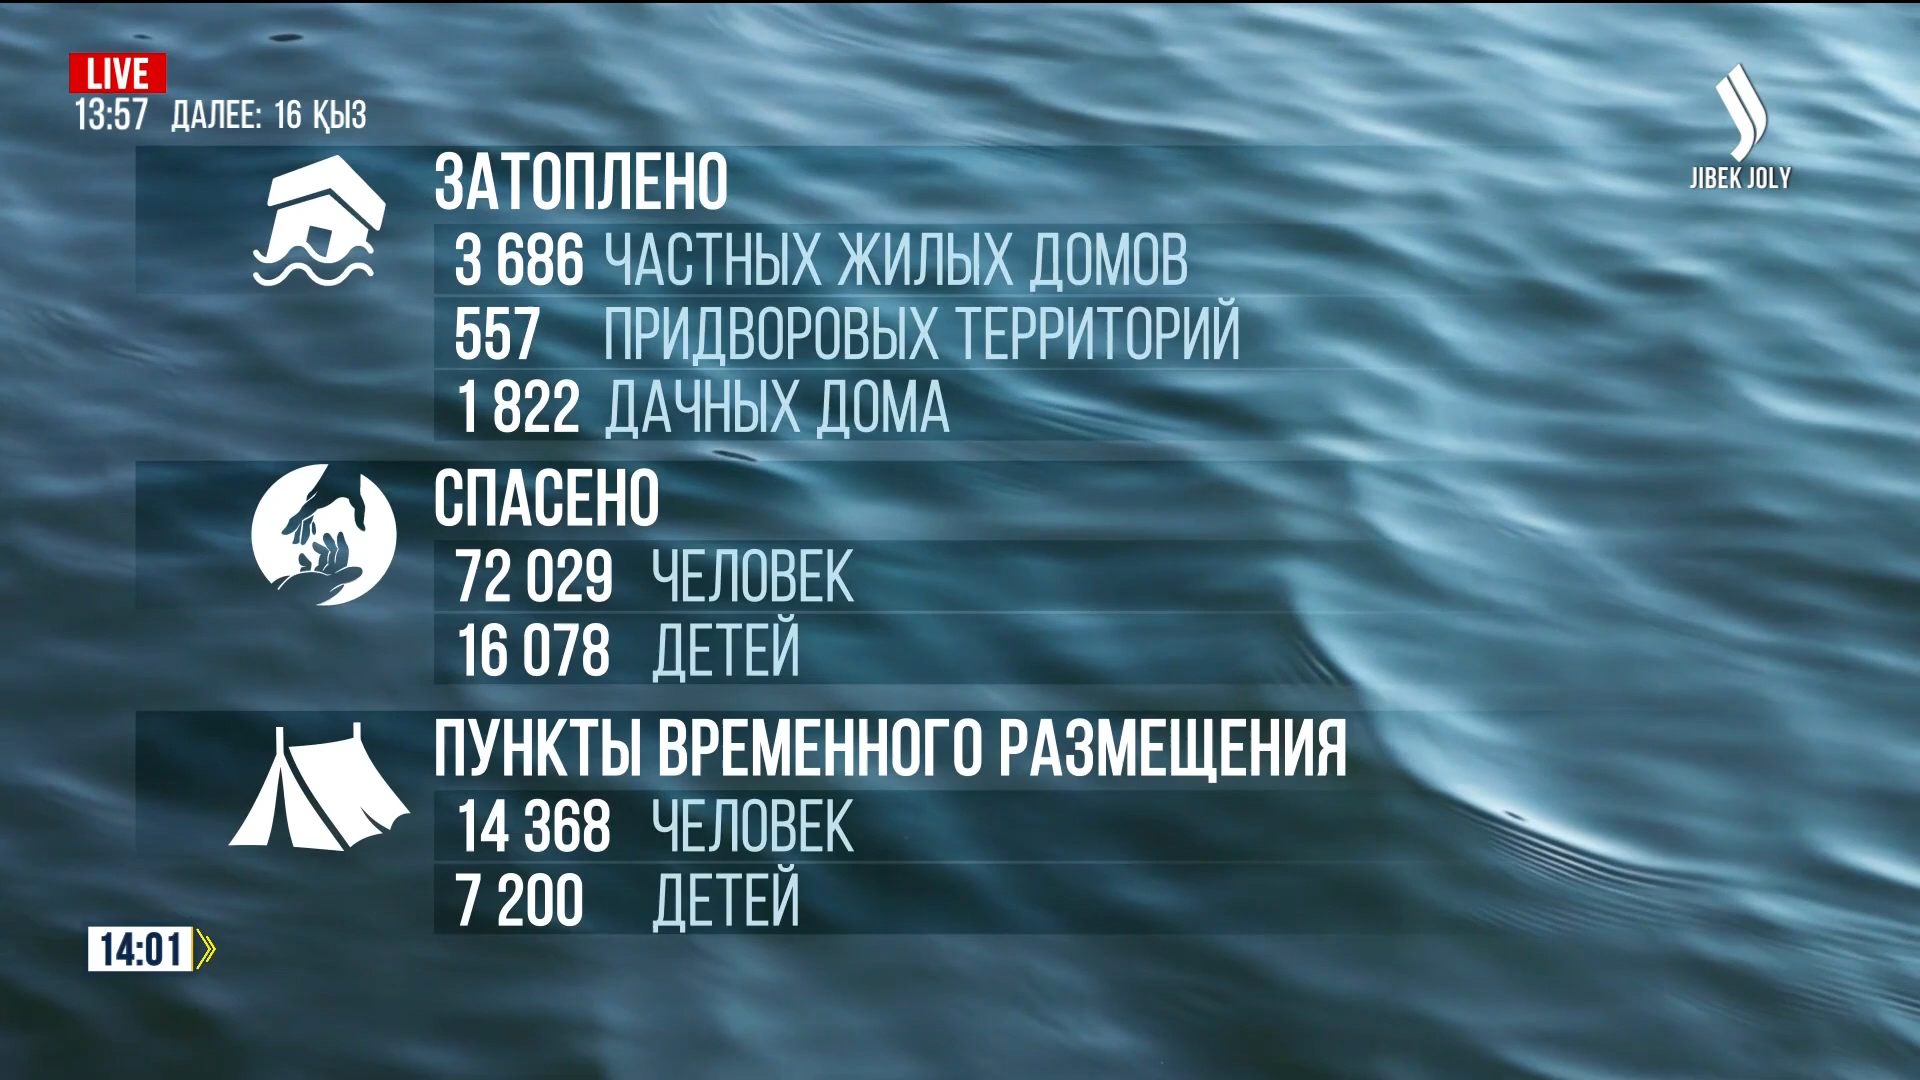 LIVE
13:57 ДАЛЕЕ: 16 ҚЫЗ
JIBEK JOLY
ЗАТОПЛЕНО
3 686 ЧАСТНЫХ ЖИЛЫХ ДОМОВ
557 ПРИДВОРОВЫХ ТЕРРИТОРИЙ
1 822 ДАЧНЫХ ДОМА
СПАСЕНО
72 029 ЧЕЛОВЕК
16 078 ДЕТЕЙ
ПУНКТЫ ВРЕМЕННОГО РАЗМЕЩЕНИЯ
14 368 ЧЕЛОВЕК
7 200 ДЕТЕЙ
14:01